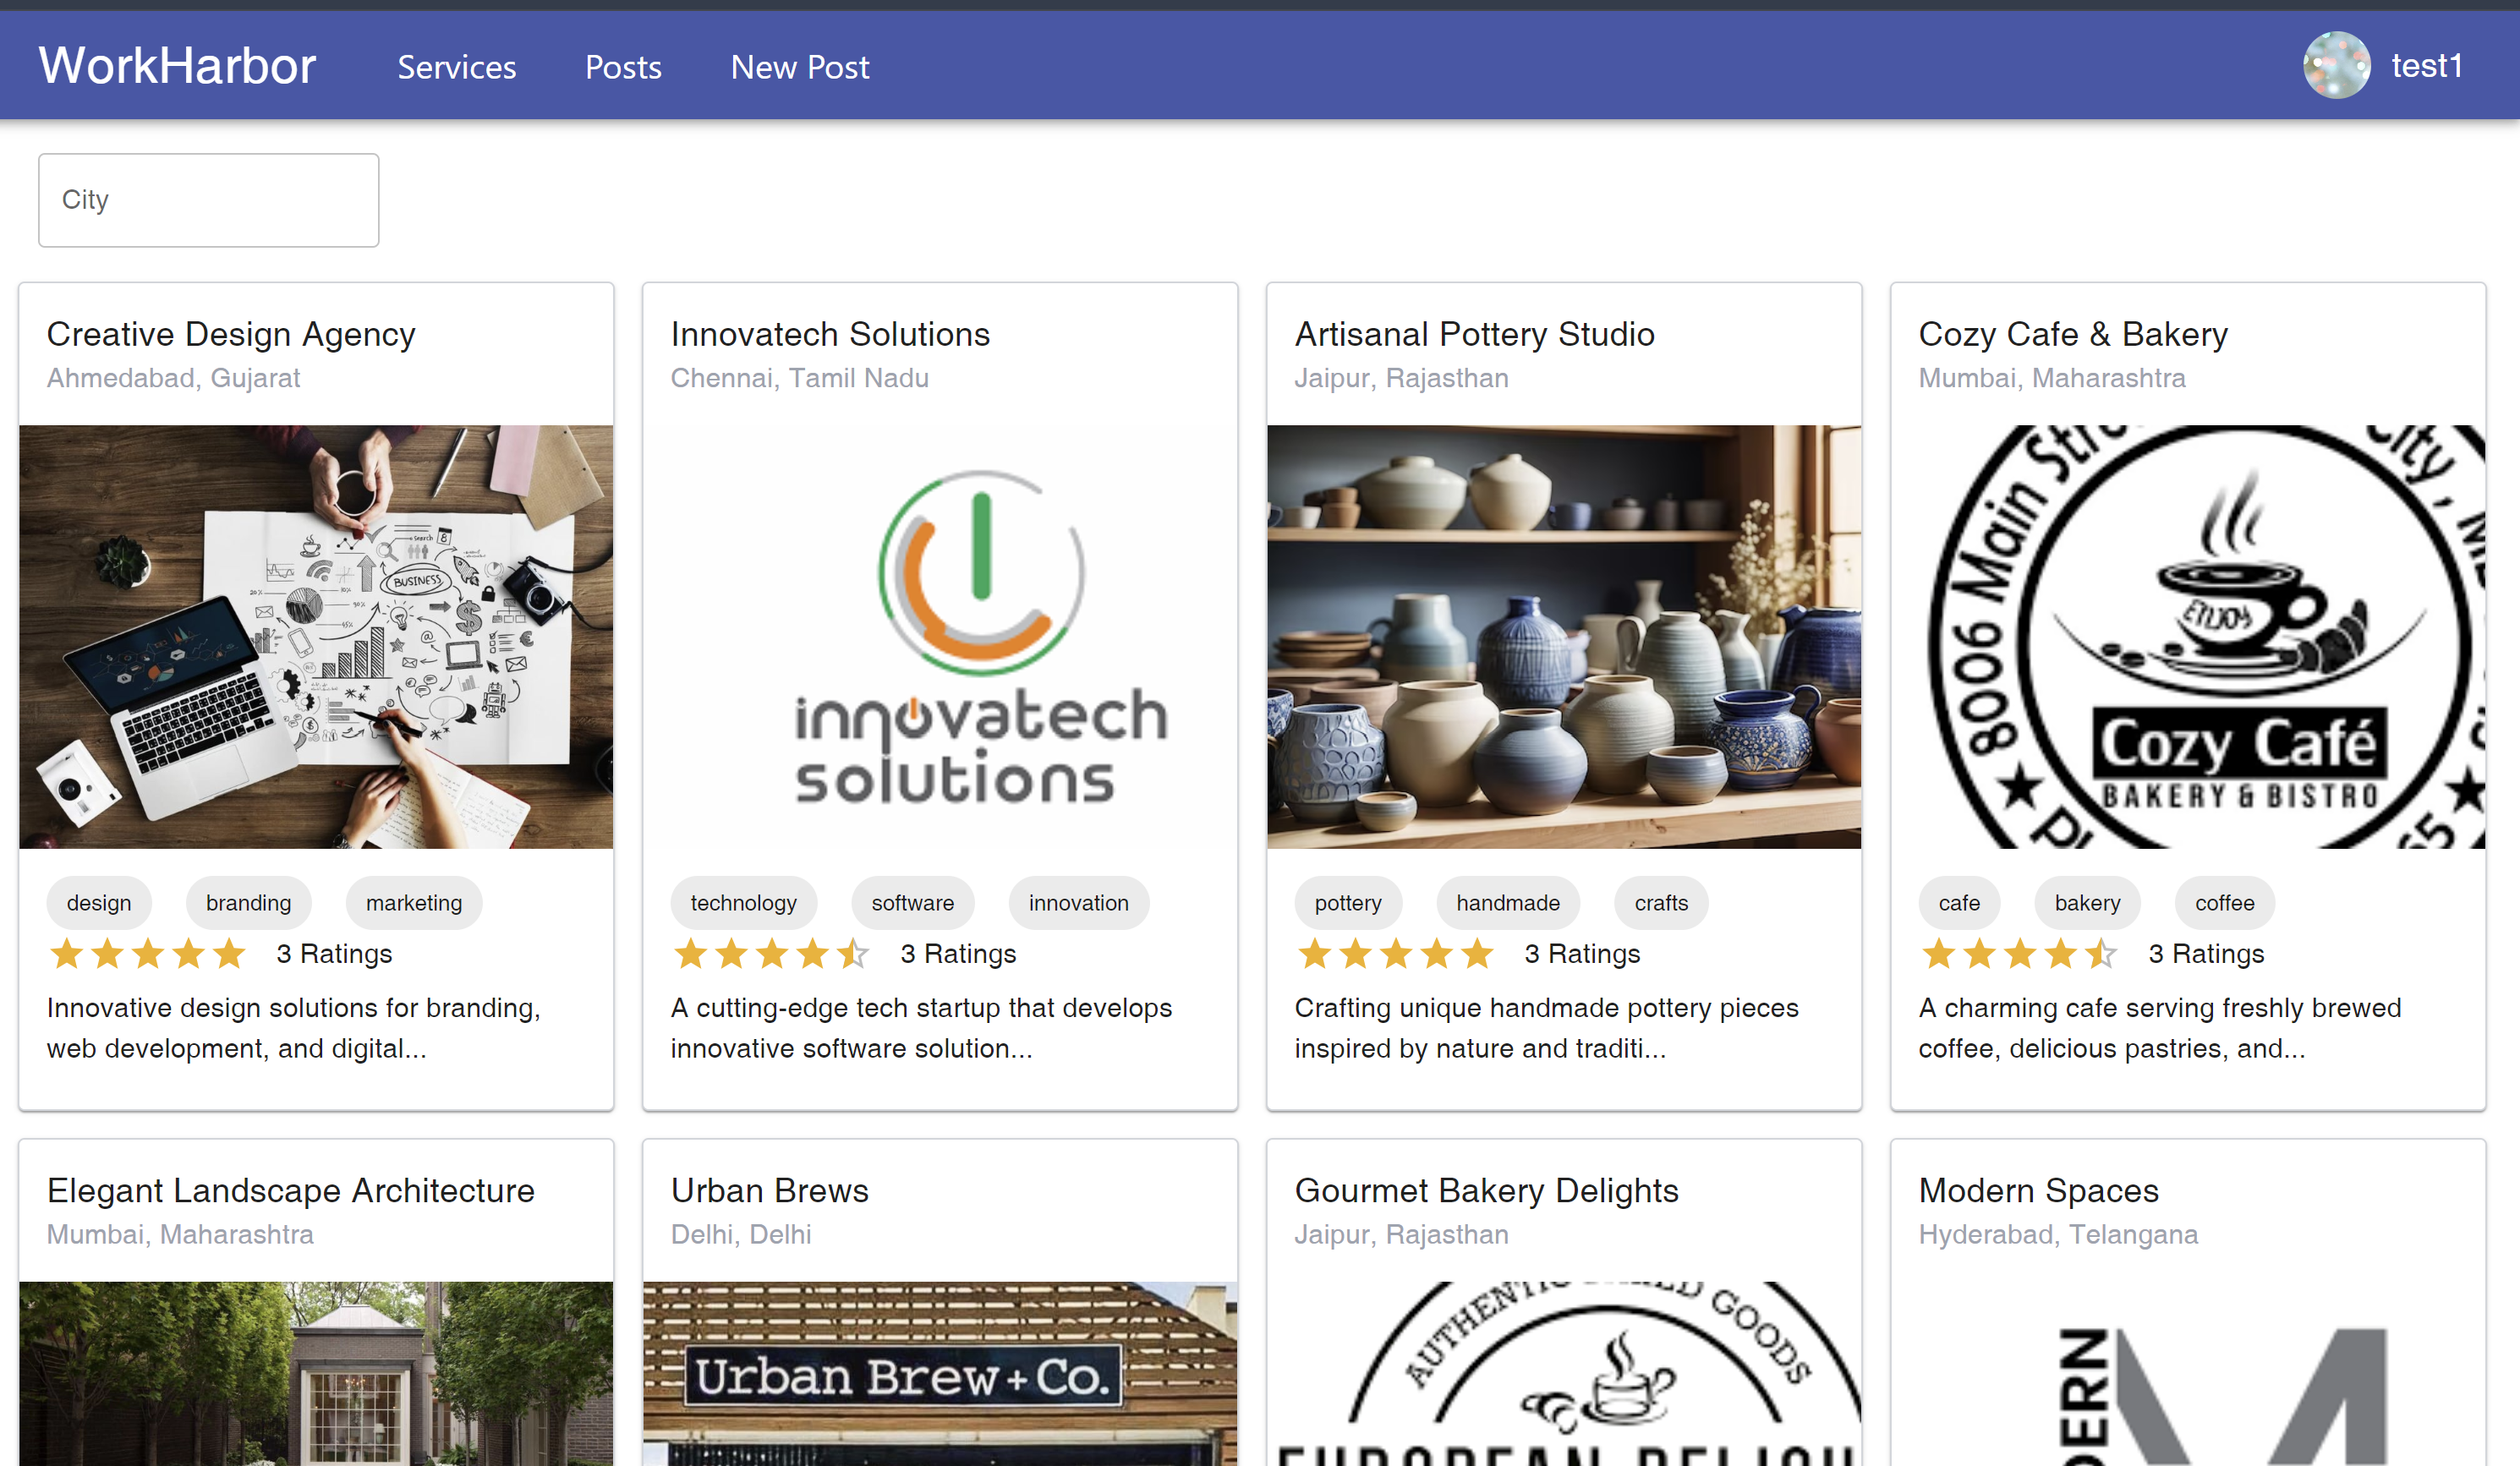 WorkHarbor
Services
Posts
New Post
test1
City
Creative Design Agency
Ahmedabad, Gujarat
BUSINESS
design
branding
marketing
3 Ratings
Innovative design solutions for branding,
web development, and digital...
Innovatech Solutions
Chennai, Tamil Nadu
innovatech
solutions
technology
software
innovation
3 Ratings
A cutting-edge tech startup that develops
innovative software solution...
Artisanal Pottery Studio
Jaipur, Rajasthan
pottery
handmade
crafts
3 Ratings
Crafting unique handmade pottery pieces
inspired by nature and traditi...
Cozy Cafe & Bakery
Mumbai, Maharashtra
8006 Main Str
City, M
ENJOY
Cozy Café
BAKERY & BISTRO
cafe
bakery
coffee
3 Ratings
A charming cafe serving freshly brewed
coffee, delicious pastries, and...
Elegant Landscape Architecture
Mumbai, Maharashtra
Urban Brews
Delhi, Delhi
Urban Brew + Co.
Gourmet Bakery Delights
Jaipur, Rajasthan
AUTHENTIC BAKED GOODS
EUROPEAN DELIGH
Modern Spaces
Hyderabad, Telangana
DERN
M